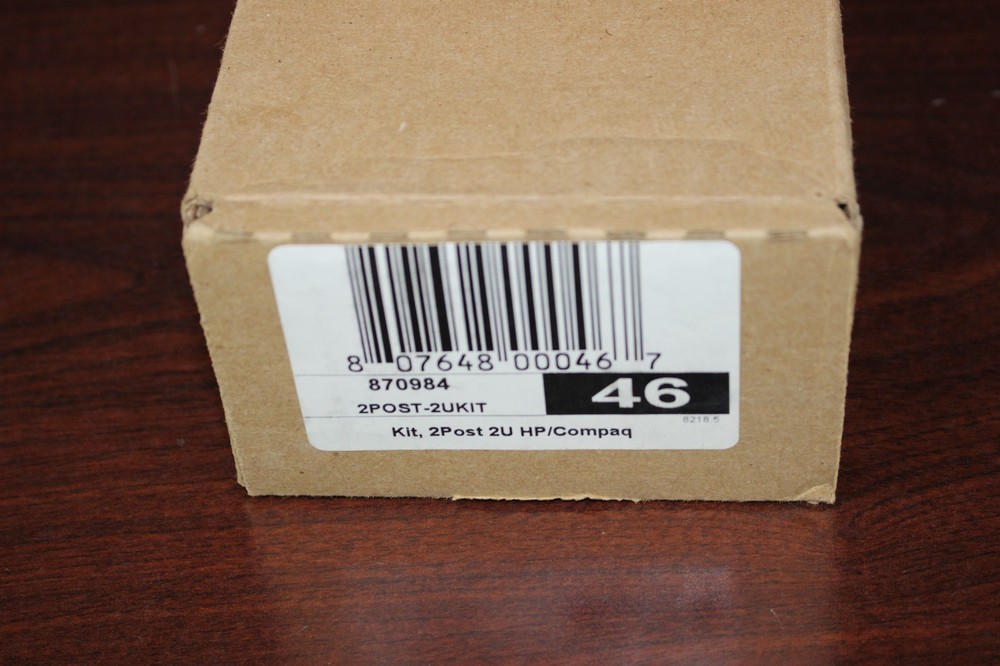 8 07648 00046 7
870984
46
2POST-2UKIT
8218.5
Kit, 2Post 2U HP/Compaq